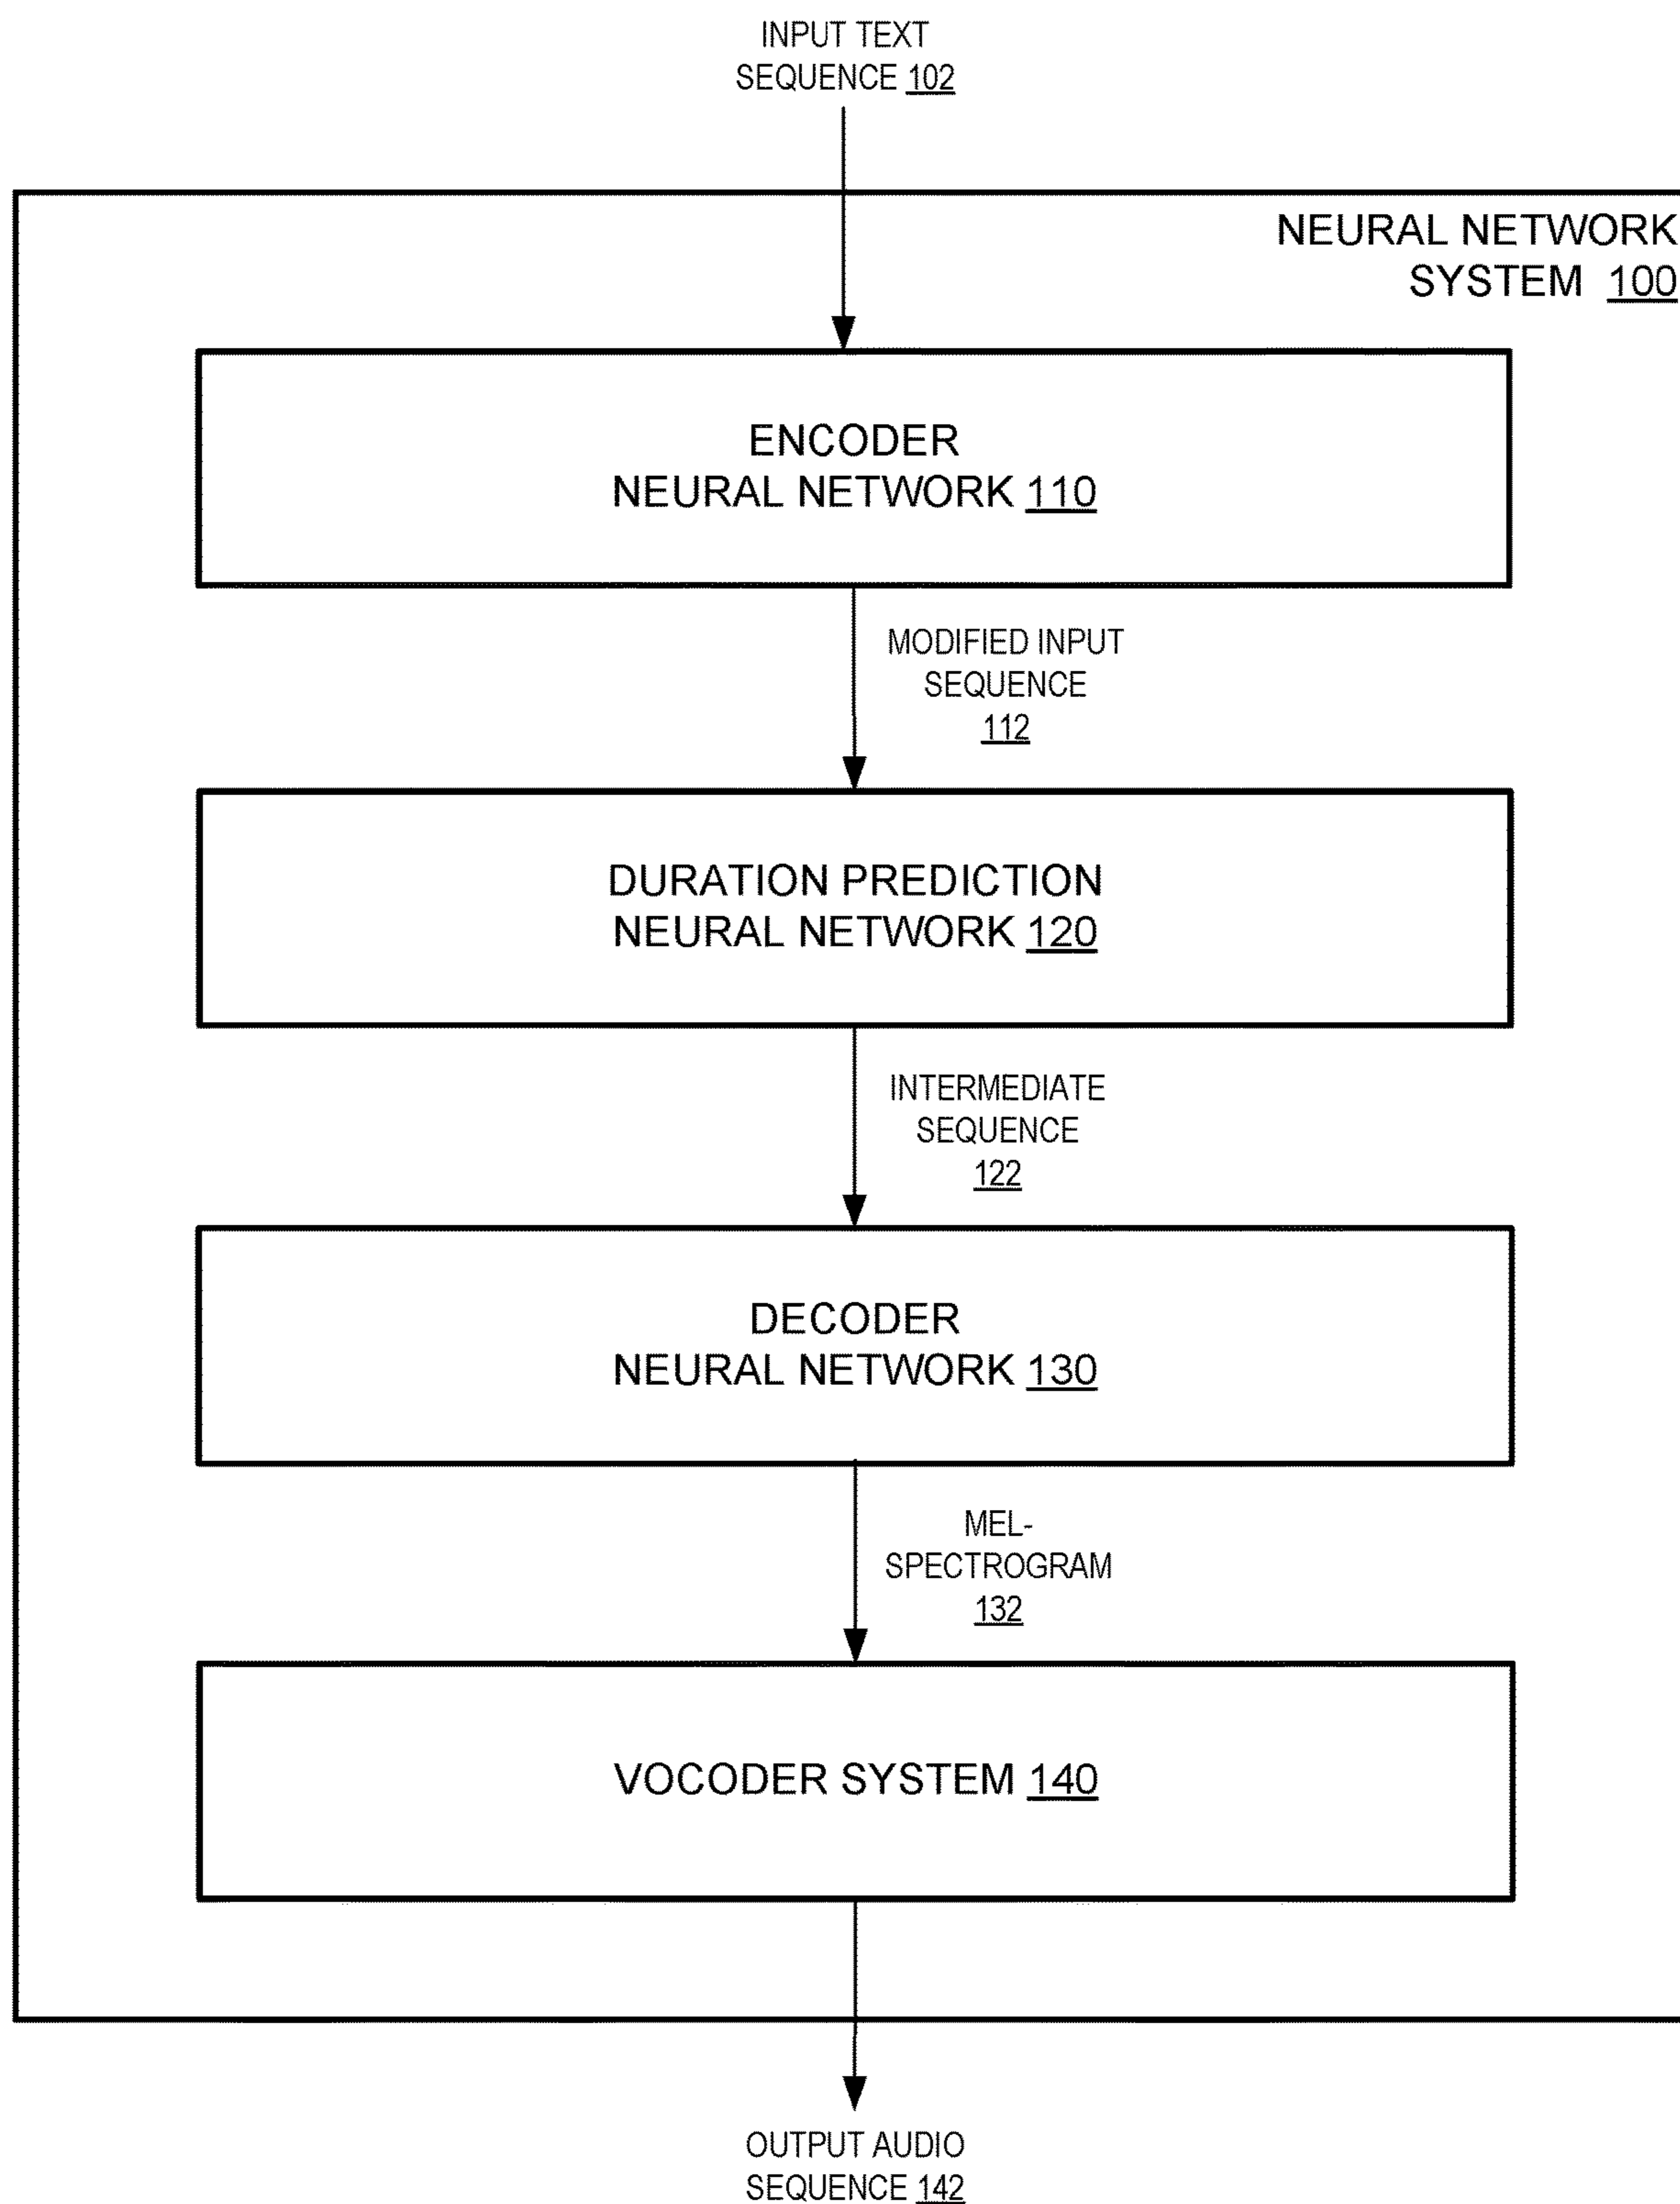 INPUT TEXT
SEQUENCE 102
NEURAL NETWORK
SYSTEM 100
ENCODER
NEURAL NETWORK 110
MODIFIED INPUT
SEQUENCE
112
DURATION PREDICTION
NEURAL NETWORK 120
INTERMEDIATE
SEQUENCE
122
DECODER
NEURAL NETWORK 130
MEL-
SPECTROGRAM
132
VOCODER SYSTEM 140
OUTPUT AUDIO
SEQUENCE 142